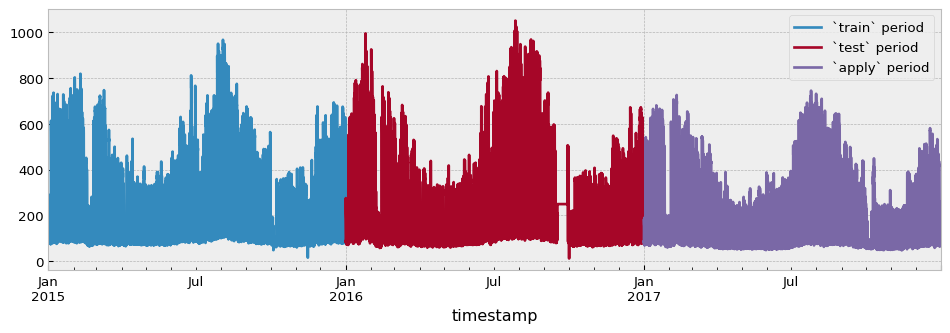 1000
800
600
400
200
0
`train` period
`test` period
`apply` period
Jan
2015
Jul
Jan
2016
Jul
Jan
2017
Jul
timestamp